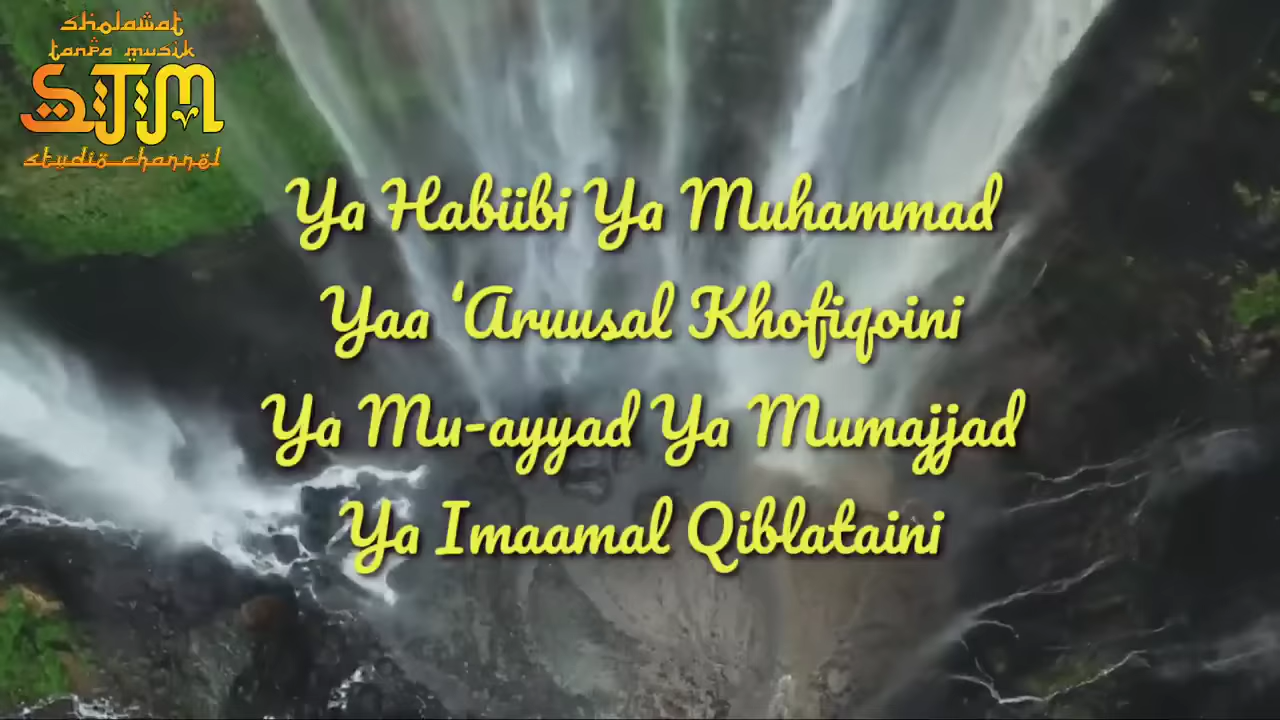 sholawat
tanpa musik
STM
studio channel
Ya Habiibi Ya Muhammad
Yaa ‘Aruusal Khofiqoini
Ya Mu-ayyad Ya Mumajjad
Ya Imaamal Qiblataini